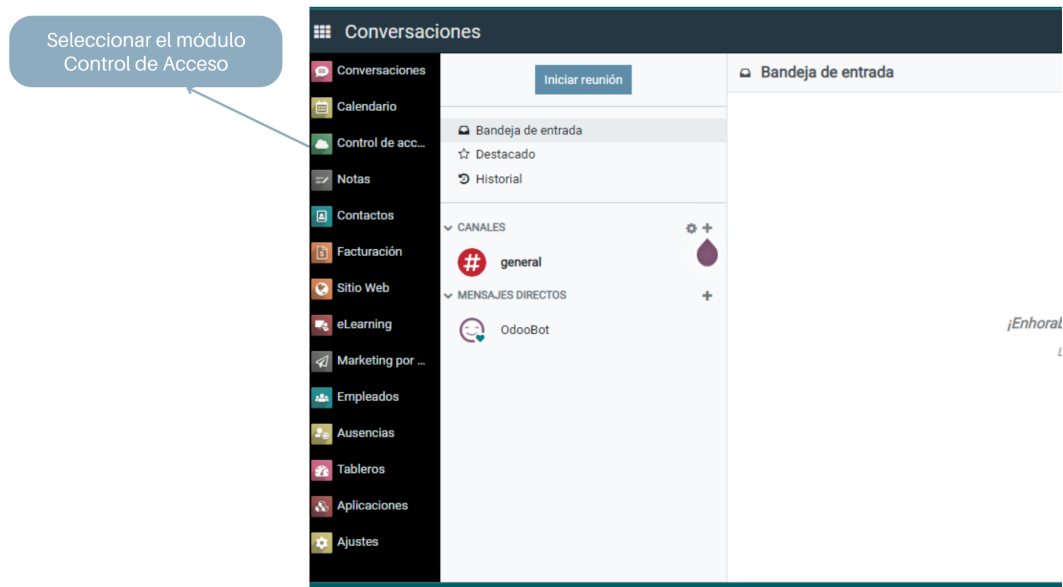 Seleccionar el módulo
Control de Acceso
Conversaciones
Conversaciones
Calendario
Control de acc...
Notas
Contactos
Facturación
Sitio Web
eLearning
Marketing por ...
Empleados
Ausencias
Tableros
Aplicaciones
Ajustes
Iniciar reunión
Bandeja de entrada
Destacado
Historial
CANALES
general
MENSAJES DIRECTOS
OdooBot
Bandeja de entrada
¡Enhorab
L